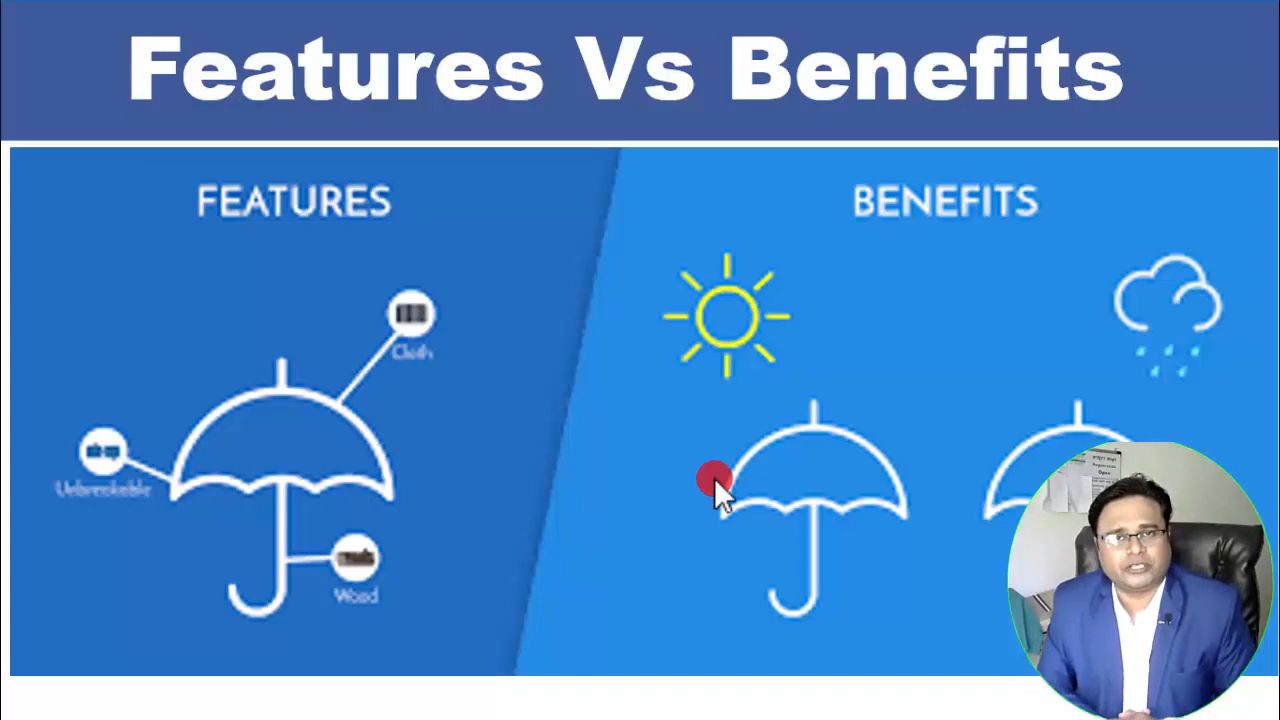 Features Vs Benefits
FEATURES
BENEFITS
Cloth
Unbreakable
Wood